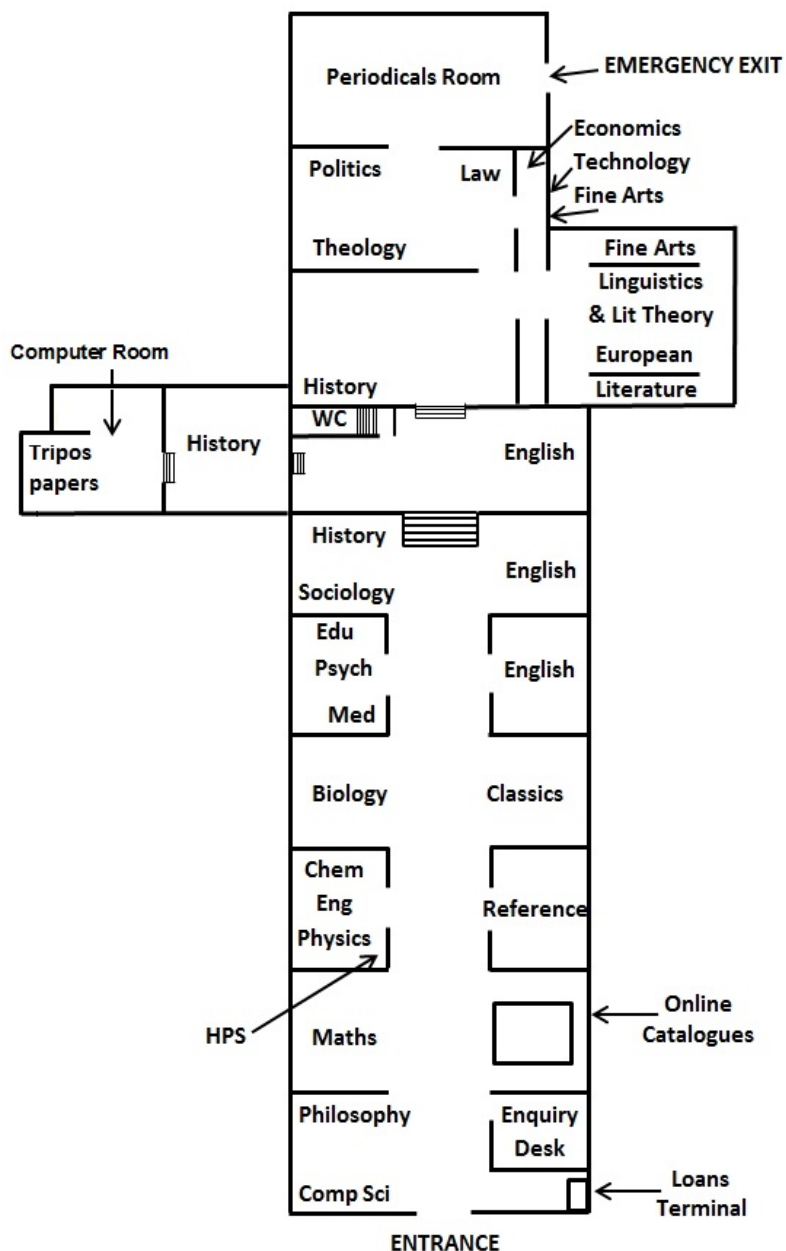 Periodicals Room
EMERGENCY EXIT
Economics
Technology
Fine Arts
Politics
Law
Theology
Fine Arts
Linguistics
& Lit Theory
European
Literature
Computer Room
History
WC
History
Tripos
papers
English
History
English
Sociology
Edu
Psych
Med
English
Biology
Classics
Chem
Eng
Physics
Reference
HPS
Maths
Online
Catalogues
Philosophy
Enquiry
Desk
Comp Sci
Loans
Terminal
ENTRANCE